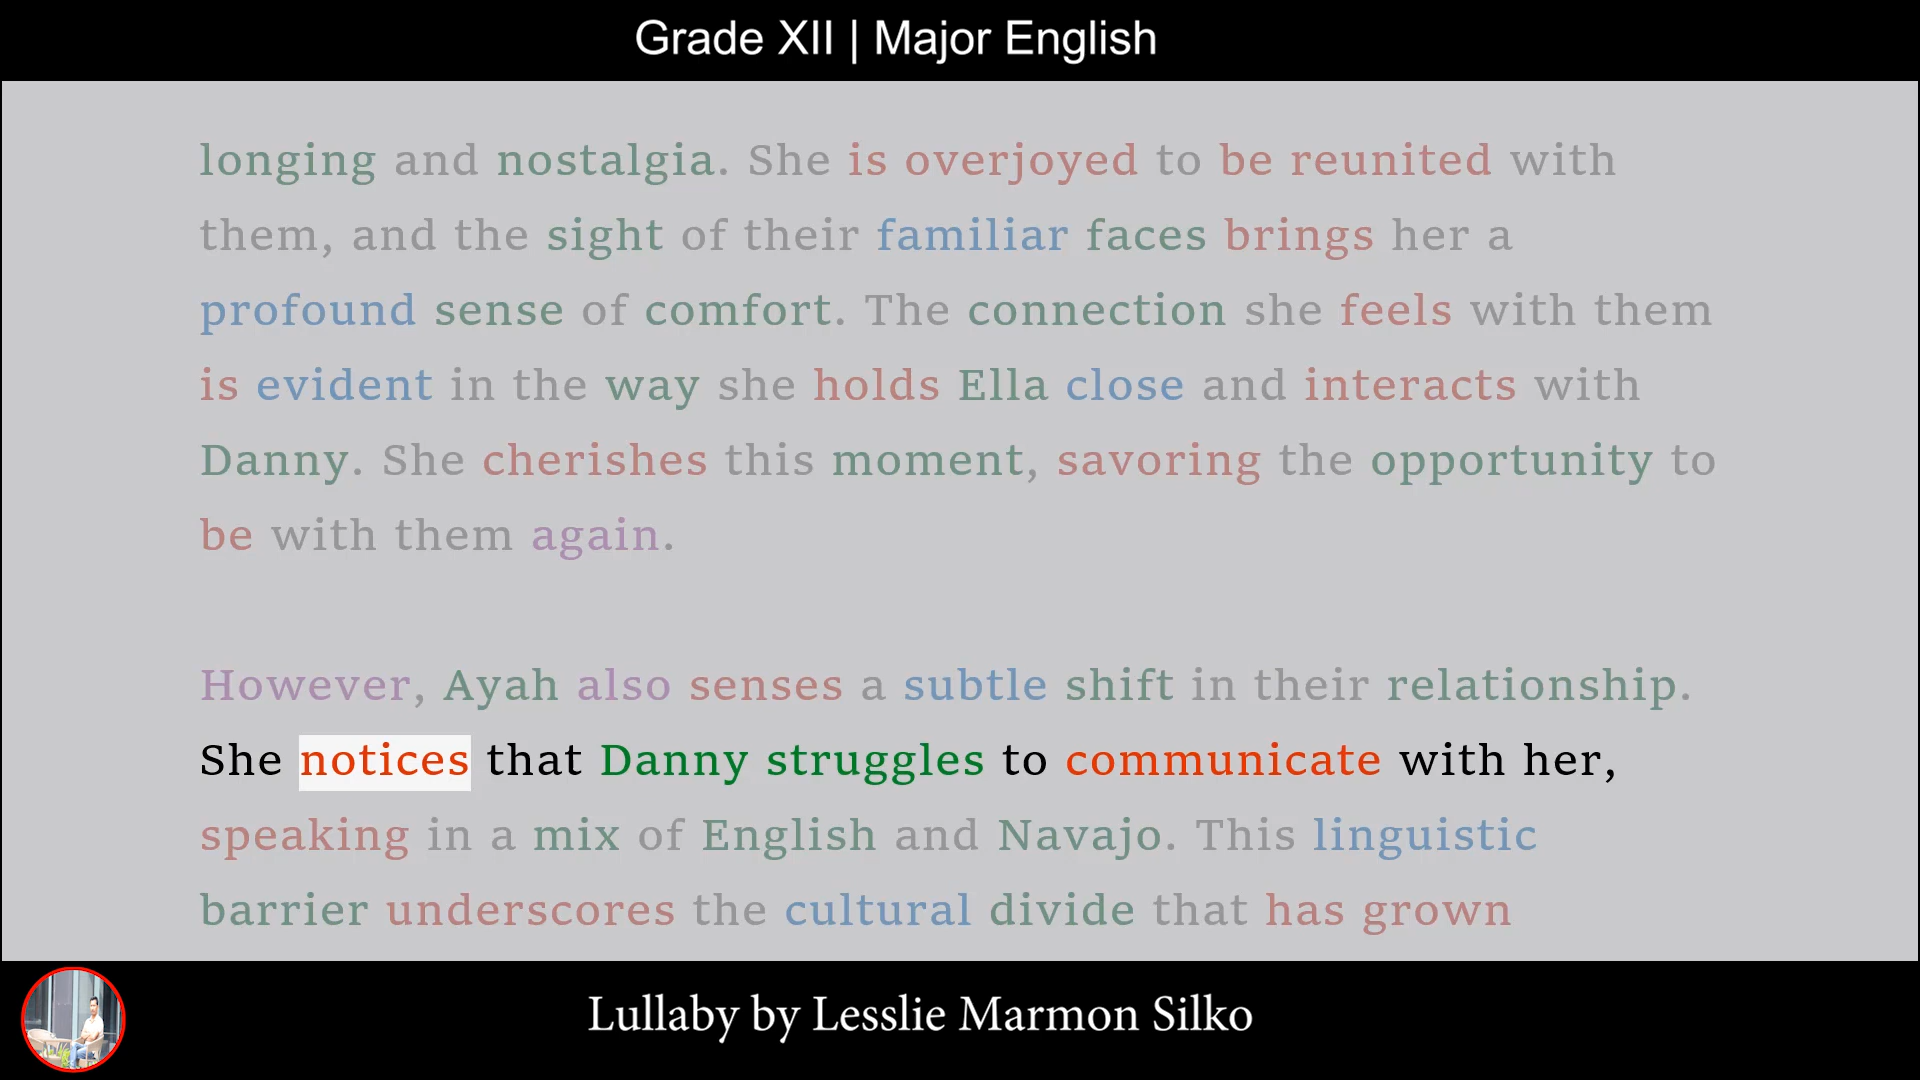 Grade XII | Major English
longing and nostalgia. She is overjoyed to be reunited with
them, and the sight of their familiar faces brings her a
profound sense of comfort. The connection she feels with them
is evident in the way she holds Ella close and interacts with
Danny. She cherishes this moment, savoring the opportunity to
be with them again.
However, Ayah also senses a subtle shift in their relationship.
She notices that Danny struggles to communicate with her,
speaking in a mix of English and Navajo. This linguistic
barrier underscores the cultural divide that has grown
Lullaby by Lesslie Marmon Silko